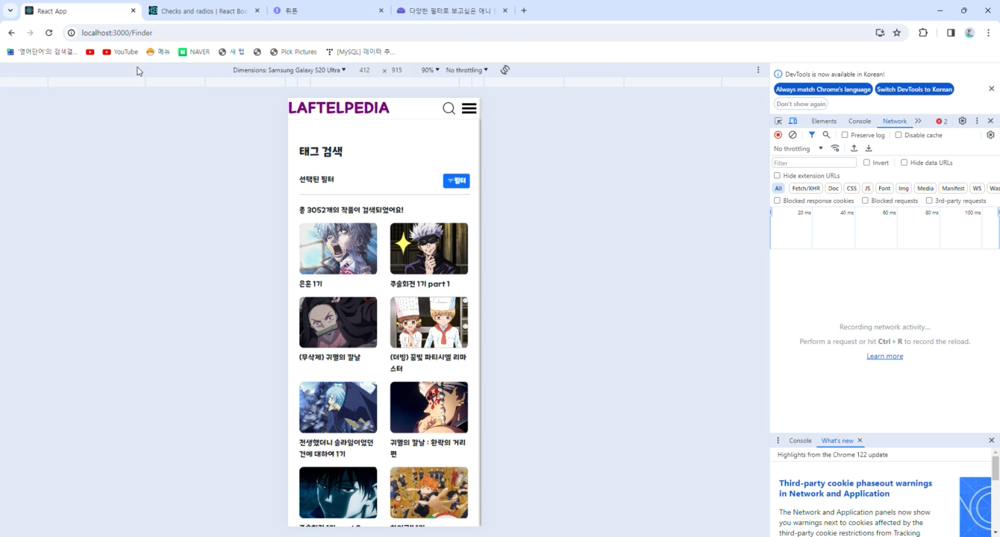 React App
Checks and radios | React Boo
뤼튼
다양한 필터로 보고싶은 애니
localhost:3000/Finder
'영어단어'의 검색결...
YouTube
메뉴
NAVER
새 탭
Pick Pictures
[MySQL] 데이터 추...
Dimensions: Samsung Galaxy S20 Ultra
412 x 915
90%
No throttling
LAFTELPEDIA
태그 검색
선택된 필터
필터
총 3052개의 작품이 검색되었어요!
은혼 1기
주술회전 1기 part 1
(무삭제) 귀멸의 칼날
(더빙) 꿈빛 파티시엘 리마
스터
전생했더니 슬라임이었던
건에 대하여 1기
귀멸의 칼날 : 환락의 거리
편
DevTools is now available in Korean!
Always match Chrome's language
Switch DevTools to Korean
Don't show again
Elements
Console
Network
2
Preserve log
Disable cache
No throttling
Filter
Invert
Hide data URLs
Hide extension URLs
All
Fetch/XHR
Doc
CSS
JS
Font
Img
Media
Manifest
WS
Was
Blocked response cookies
Blocked requests
3rd-party requests
20 ms
40 ms
60 ms
80 ms
100 ms
Recording network activity...
Perform a request or hit Ctrl + R to record the reload.
Learn more
Console
What's new
Highlights from the Chrome 122 update
Third-party cookie phaseout warnings
in Network and Application
The Network and Application panels now show
you warnings next to cookies affected by the
third-party cookie restrictions from Tracking